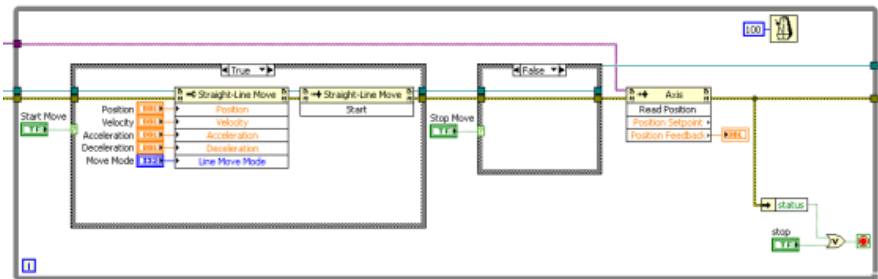 100
True
False
Straight-Line Move
Straight-Line Move
Axis
Position
Position
Start
Read Position
Start Move
TF
Velocity
Velocity
Stop Move
TF
Position Setpoint
Acceleration
Acceleration
Position Feedback
DBL
Deceleration
Deceleration
Move Mode
I32
Line Move Mode
status
stop
TF
i